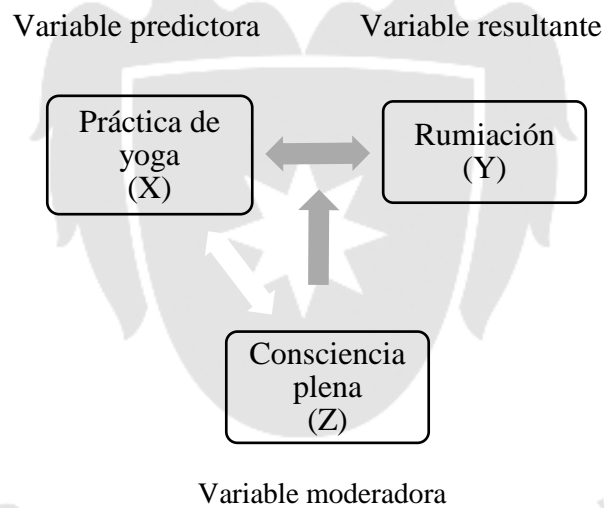 Variable predictora
Variable resultante
Práctica de
yoga
(X)
Rumiación
(Y)
Consciencia
plena
(Z)
Variable moderadora